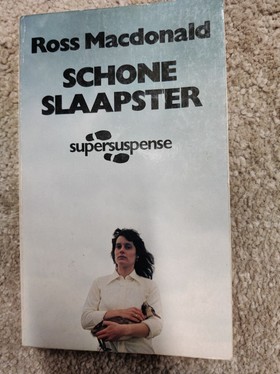 Ross Macdonald
SCHONE
SLAAPSTER
supersuspense